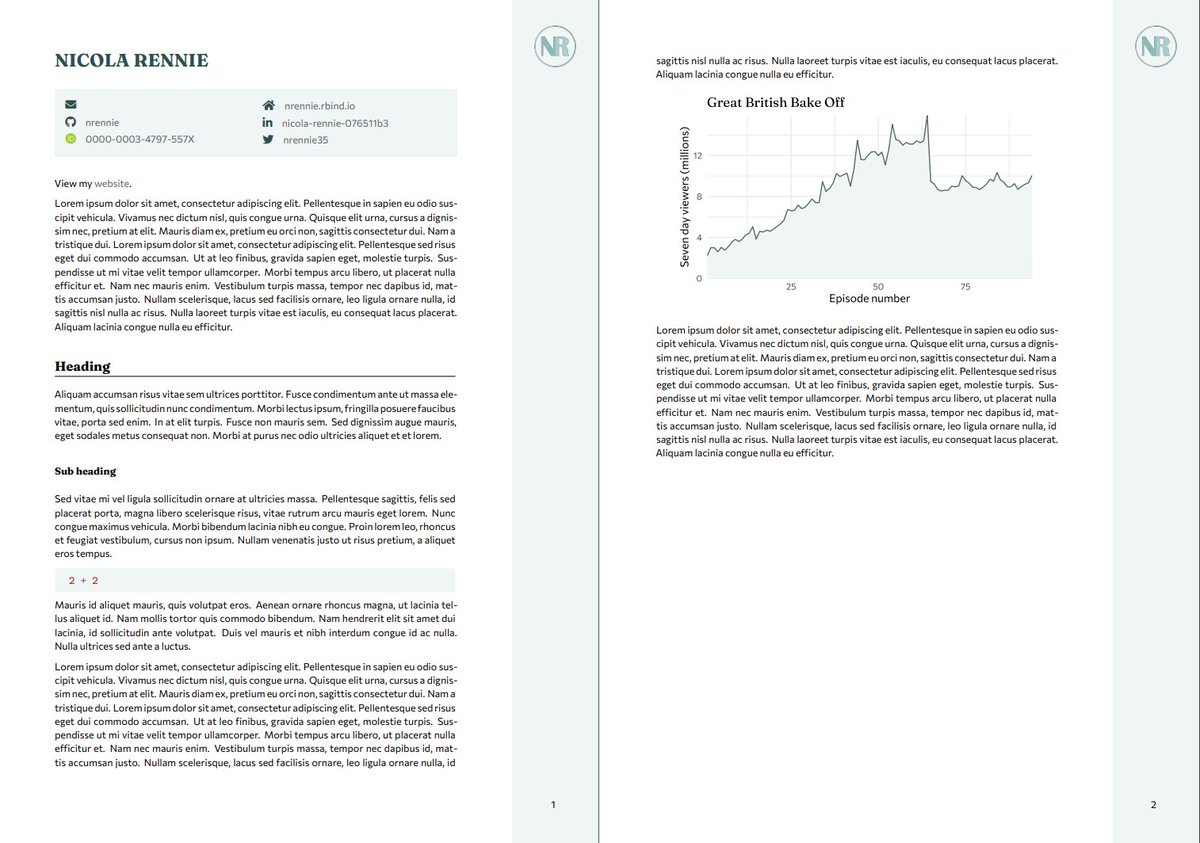 NICOLA RENNIE
NR
nrennie.rbind.io
nrennie
nicola-rennie-076511b3
iD 0000-0003-4797-557X
nrennie35
View my website.
Lorem ipsum dolor sit amet, consectetur adipiscing elit. Pellentesque in sapien eu odio sus-
cipit vehicula. Vivamus nec dictum nisl, quis congue urna. Quisque elit urna, cursus a dignis-
sim nec, pretium at elit. Mauris diam ex, pretium eu orci non, sagittis consectetur dui. Nam a
tristique dui. Lorem ipsum dolor sit amet, consectetur adipiscing elit. Pellentesque sed risus
eget dui commodo accumsan. Ut at leo finibus, gravida sapien eget, molestie turpis. Sus-
pendisse ut mi vitae velit tempor ullamcorper. Morbi tempus arcu libero, ut placerat nulla
efficitur et. Nam nec mauris enim. Vestibulum turpis massa, tempor nec dapibus id, mat-
tis accumsan justo. Nullam scelerisque, lacus sed facilisis ornare, leo ligula ornare nulla, id
sagittis nisl nulla ac risus. Nulla laoreet turpis vitae est iaculis, eu consequat lacus placerat.
Aliquam lacinia congue nulla eu efficitur.
Heading
Aliquam accumsan risus vitae sem ultrices porttitor. Fusce condimentum ante ut massa ele-
mentum, quis sollicitudin nunc condimentum. Morbi lectus ipsum, fringilla posuere faucibus
vitae, porta sed enim. In at elit turpis. Fusce non mauris sem. Sed dignissim augue mauris,
eget sodales metus consequat non. Morbi at purus nec odio ultricies aliquet et et lorem.
Sub heading
Sed vitae mi vel ligula sollicitudin ornare at ultricies massa. Pellentesque sagittis, felis sed
placerat porta, magna libero scelerisque risus, vitae rutrum arcu mauris eget lorem. Nunc
congue maximus vehicula. Morbi bibendum lacinia nibh eu congue. Proin lorem leo, rhoncus
et feugiat vestibulum, cursus non ipsum. Nullam venenatis justo ut risus pretium, a aliquet
eros tempus.
2 + 2
Mauris id aliquet mauris, quis volutpat eros. Aenean ornare rhoncus magna, ut lacinia tel-
lus aliquet id. Nam mollis tortor quis commodo bibendum. Nam hendrerit elit sit amet dui
lacinia, id sollicitudin ante volutpat. Duis vel mauris et nibh interdum congue id ac nulla.
Nulla ultrices sed ante a luctus.
Lorem ipsum dolor sit amet, consectetur adipiscing elit. Pellentesque in sapien eu odio sus-
cipit vehicula. Vivamus nec dictum nisl, quis congue urna. Quisque elit urna, cursus a dignis-
sim nec, pretium at elit. Mauris diam ex, pretium eu orci non, sagittis consectetur dui. Nam a
tristique dui. Lorem ipsum dolor sit amet, consectetur adipiscing elit. Pellentesque sed risus
eget dui commodo accumsan. Ut at leo finibus, gravida sapien eget, molestie turpis. Sus-
pendisse ut mi vitae velit tempor ullamcorper. Morbi tempus arcu libero, ut placerat nulla
efficitur et. Nam nec mauris enim. Vestibulum turpis massa, tempor nec dapibus id, mat-
tis accumsan justo. Nullam scelerisque, lacus sed facilisis ornare, leo ligula ornare nulla, id
1
NR
sagittis nisl nulla ac risus. Nulla laoreet turpis vitae est iaculis, eu consequat lacus placerat.
Aliquam lacinia congue nulla eu efficitur.
Great British Bake Off
Seven day viewers (millions)
12
8
4
0
25 50 75
Episode number
Lorem ipsum dolor sit amet, consectetur adipiscing elit. Pellentesque in sapien eu odio sus-
cipit vehicula. Vivamus nec dictum nisl, quis congue urna. Quisque elit urna, cursus a dignis-
sim nec, pretium at elit. Mauris diam ex, pretium eu orci non, sagittis consectetur dui. Nam a
tristique dui. Lorem ipsum dolor sit amet, consectetur adipiscing elit. Pellentesque sed risus
eget dui commodo accumsan. Ut at leo finibus, gravida sapien eget, molestie turpis. Sus-
pendisse ut mi vitae velit tempor ullamcorper. Morbi tempus arcu libero, ut placerat nulla
efficitur et. Nam nec mauris enim. Vestibulum turpis massa, tempor nec dapibus id, mat-
tis accumsan justo. Nullam scelerisque, lacus sed facilisis ornare, leo ligula ornare nulla, id
sagittis nisl nulla ac risus. Nulla laoreet turpis vitae est iaculis, eu consequat lacus placerat.
Aliquam lacinia congue nulla eu efficitur.
2